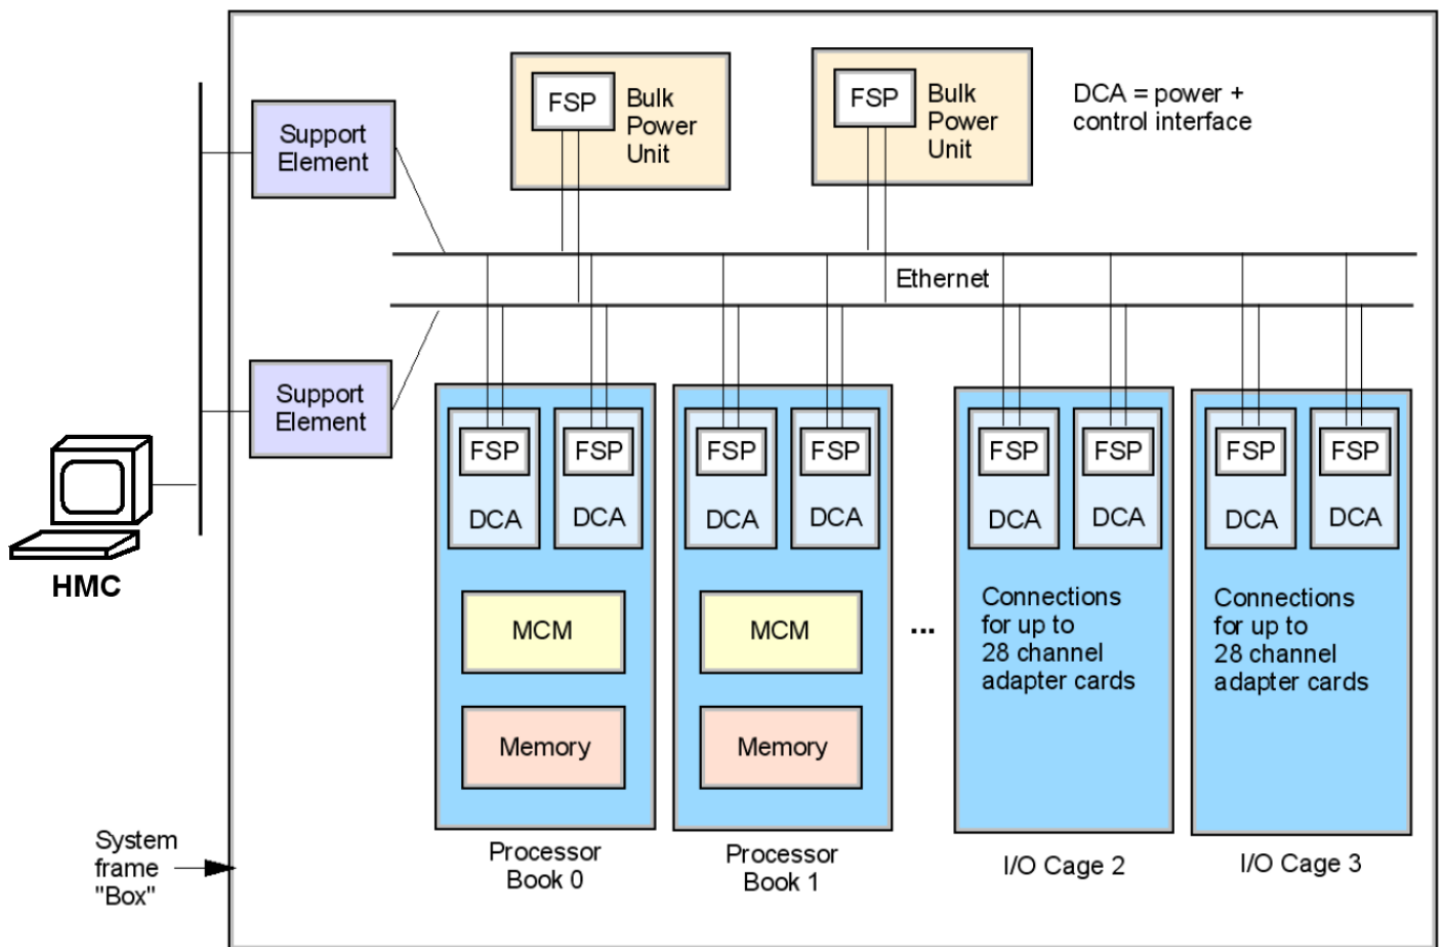 FSP
Bulk
Power
Unit
FSP
Bulk
Power
Unit
DCA = power +
control interface
Support
Element
Ethernet
Support
Element
FSP
DCA
FSP
DCA
FSP
DCA
FSP
DCA
FSP
DCA
FSP
DCA
FSP
DCA
FSP
DCA
HMC
MCM
Memory
MCM
Memory
...
Connections
for up to
28 channel
adapter cards
Connections
for up to
28 channel
adapter cards
System
frame
"Box"
Processor
Book 0
Processor
Book 1
I/O Cage 2
I/O Cage 3